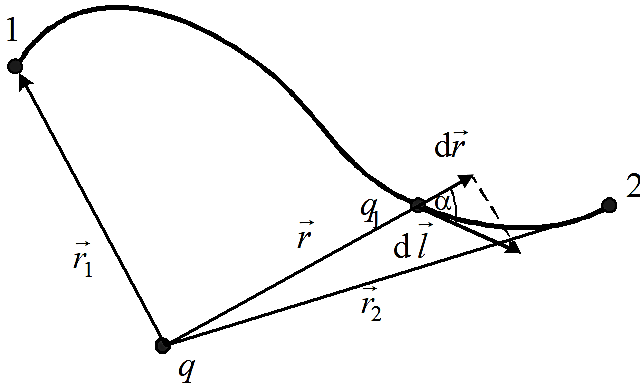 1
dr⃗
α
2
q₁
r⃗
dl⃗
r⃗₁
r⃗₂
q